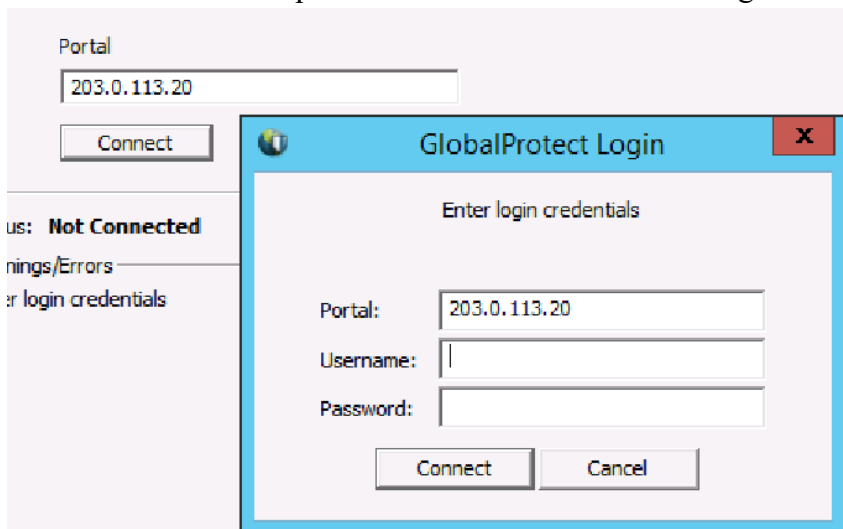 Portal
203.0.113.20
Connect
GlobalProtect Login
x
Enter login credentials
us: Not Connected
nings/Errors
er login credentials
Portal: 203.0.113.20
Username:
Password:
Connect Cancel